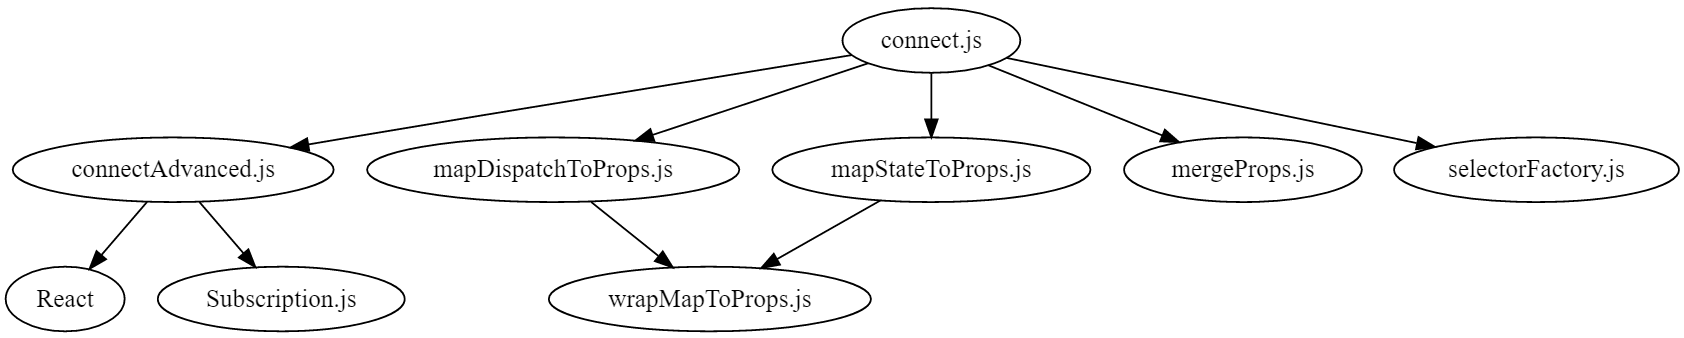 connect.js
connectAdvanced.js
mapDispatchToProps.js
mapStateToProps.js
mergeProps.js
selectorFactory.js
React
Subscription.js
wrapMapToProps.js